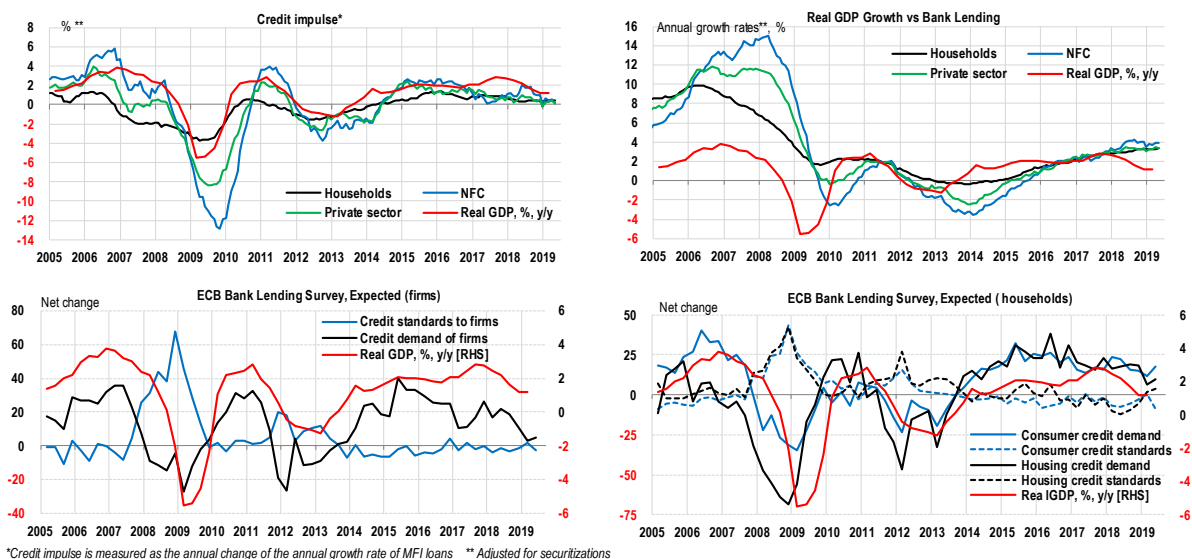 Credit impulse*
% **
8
6
4
2
0
-2
-4
-6
-8
-10
-12
-14
Households
NFC
Private sector
Real GDP, %, y/y
2005 2006 2007 2008 2009 2010 2011 2012 2013 2014 2015 2016 2017 2018 2019
Real GDP Growth vs Bank Lending
Annual growth rates**, %
16
14
12
10
8
6
4
2
0
-2
-4
-6
Households
NFC
Private sector
Real GDP, %, y/y
2005 2006 2007 2008 2009 2010 2011 2012 2013 2014 2015 2016 2017 2018 2019
ECB Bank Lending Survey, Expected (firms)
Net change
80
60
40
20
0
-20
-40
Credit standards to firms
Credit demand of firms
Real GDP, %, y/y [RHS]
6
4
2
0
-2
-4
-6
2005 2006 2007 2008 2009 2010 2011 2012 2013 2014 2015 2016 2017 2018 2019
ECB Bank Lending Survey, Expected ( households)
Net change
50
25
0
-25
-50
-75
Consumer credit demand
Consumer credit standards
Housing credit demand
Housing credit standards
Real lGDP, %, y/y [RHS]
6
5
4
3
2
1
0
-1
-2
-3
-4
-5
-6
2005 2006 2007 2008 2009 2010 2011 2012 2013 2014 2015 2016 2017 2018 2019
*Credit impulse is measured as the annual change of the annual growth rate of MFI loans ** Adjusted for securitizations